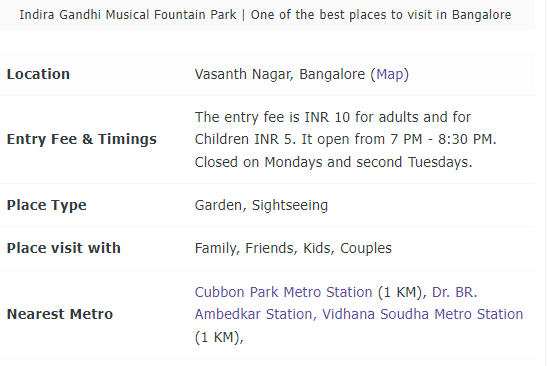 Indira Gandhi Musical Fountain Park | One of the best places to visit in Bangalore
Location
Vasanth Nagar, Bangalore (Map)
Entry Fee & Timings
The entry fee is INR 10 for adults and for
Children INR 5. It open from 7 PM - 8:30 PM.
Closed on Mondays and second Tuesdays.
Place Type
Garden, Sightseeing
Place visit with
Family, Friends, Kids, Couples
Nearest Metro
Cubbon Park Metro Station (1 KM), Dr. BR.
Ambedkar Station, Vidhana Soudha Metro Station
(1 KM),